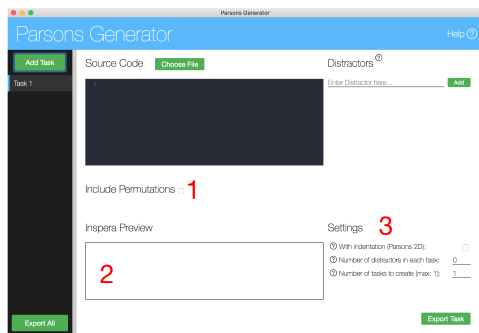 Parsons Generator
Parsons Generator
Help ?
Add Task
Task 1
Source Code
Choose File
1
Distractors ?
Enter Distractor here...
Add
Include Permutations
1
Inspera Preview
2
Settings
3
? With indentation (Parsons 2D):
? Number of distractors in each task: 0
? Number of tasks to create (max: 1): 1
Export All
Export Task